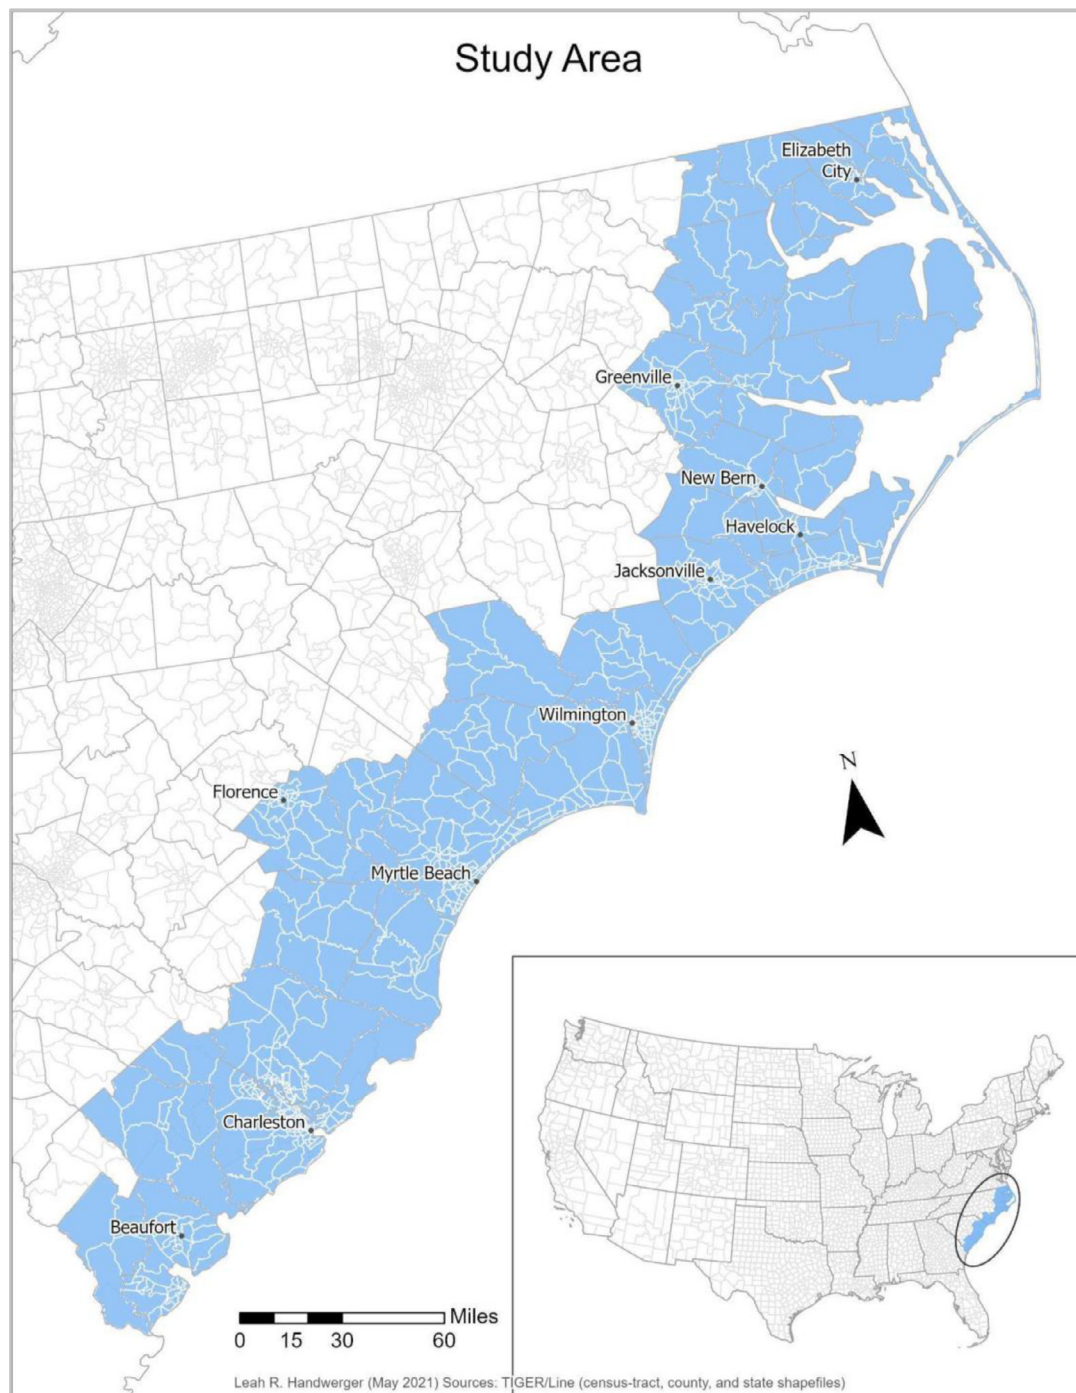 Study Area
Elizabeth
City
Greenville
New Bern
Havelock
Jacksonville
Wilmington
Florence
Myrtle Beach
N
Charleston
Beaufort
Miles
0 15 30 60
Leah R. Handwerger (May 2021) Sources: TIGER/Line (census-tract, county, and state shapefiles)